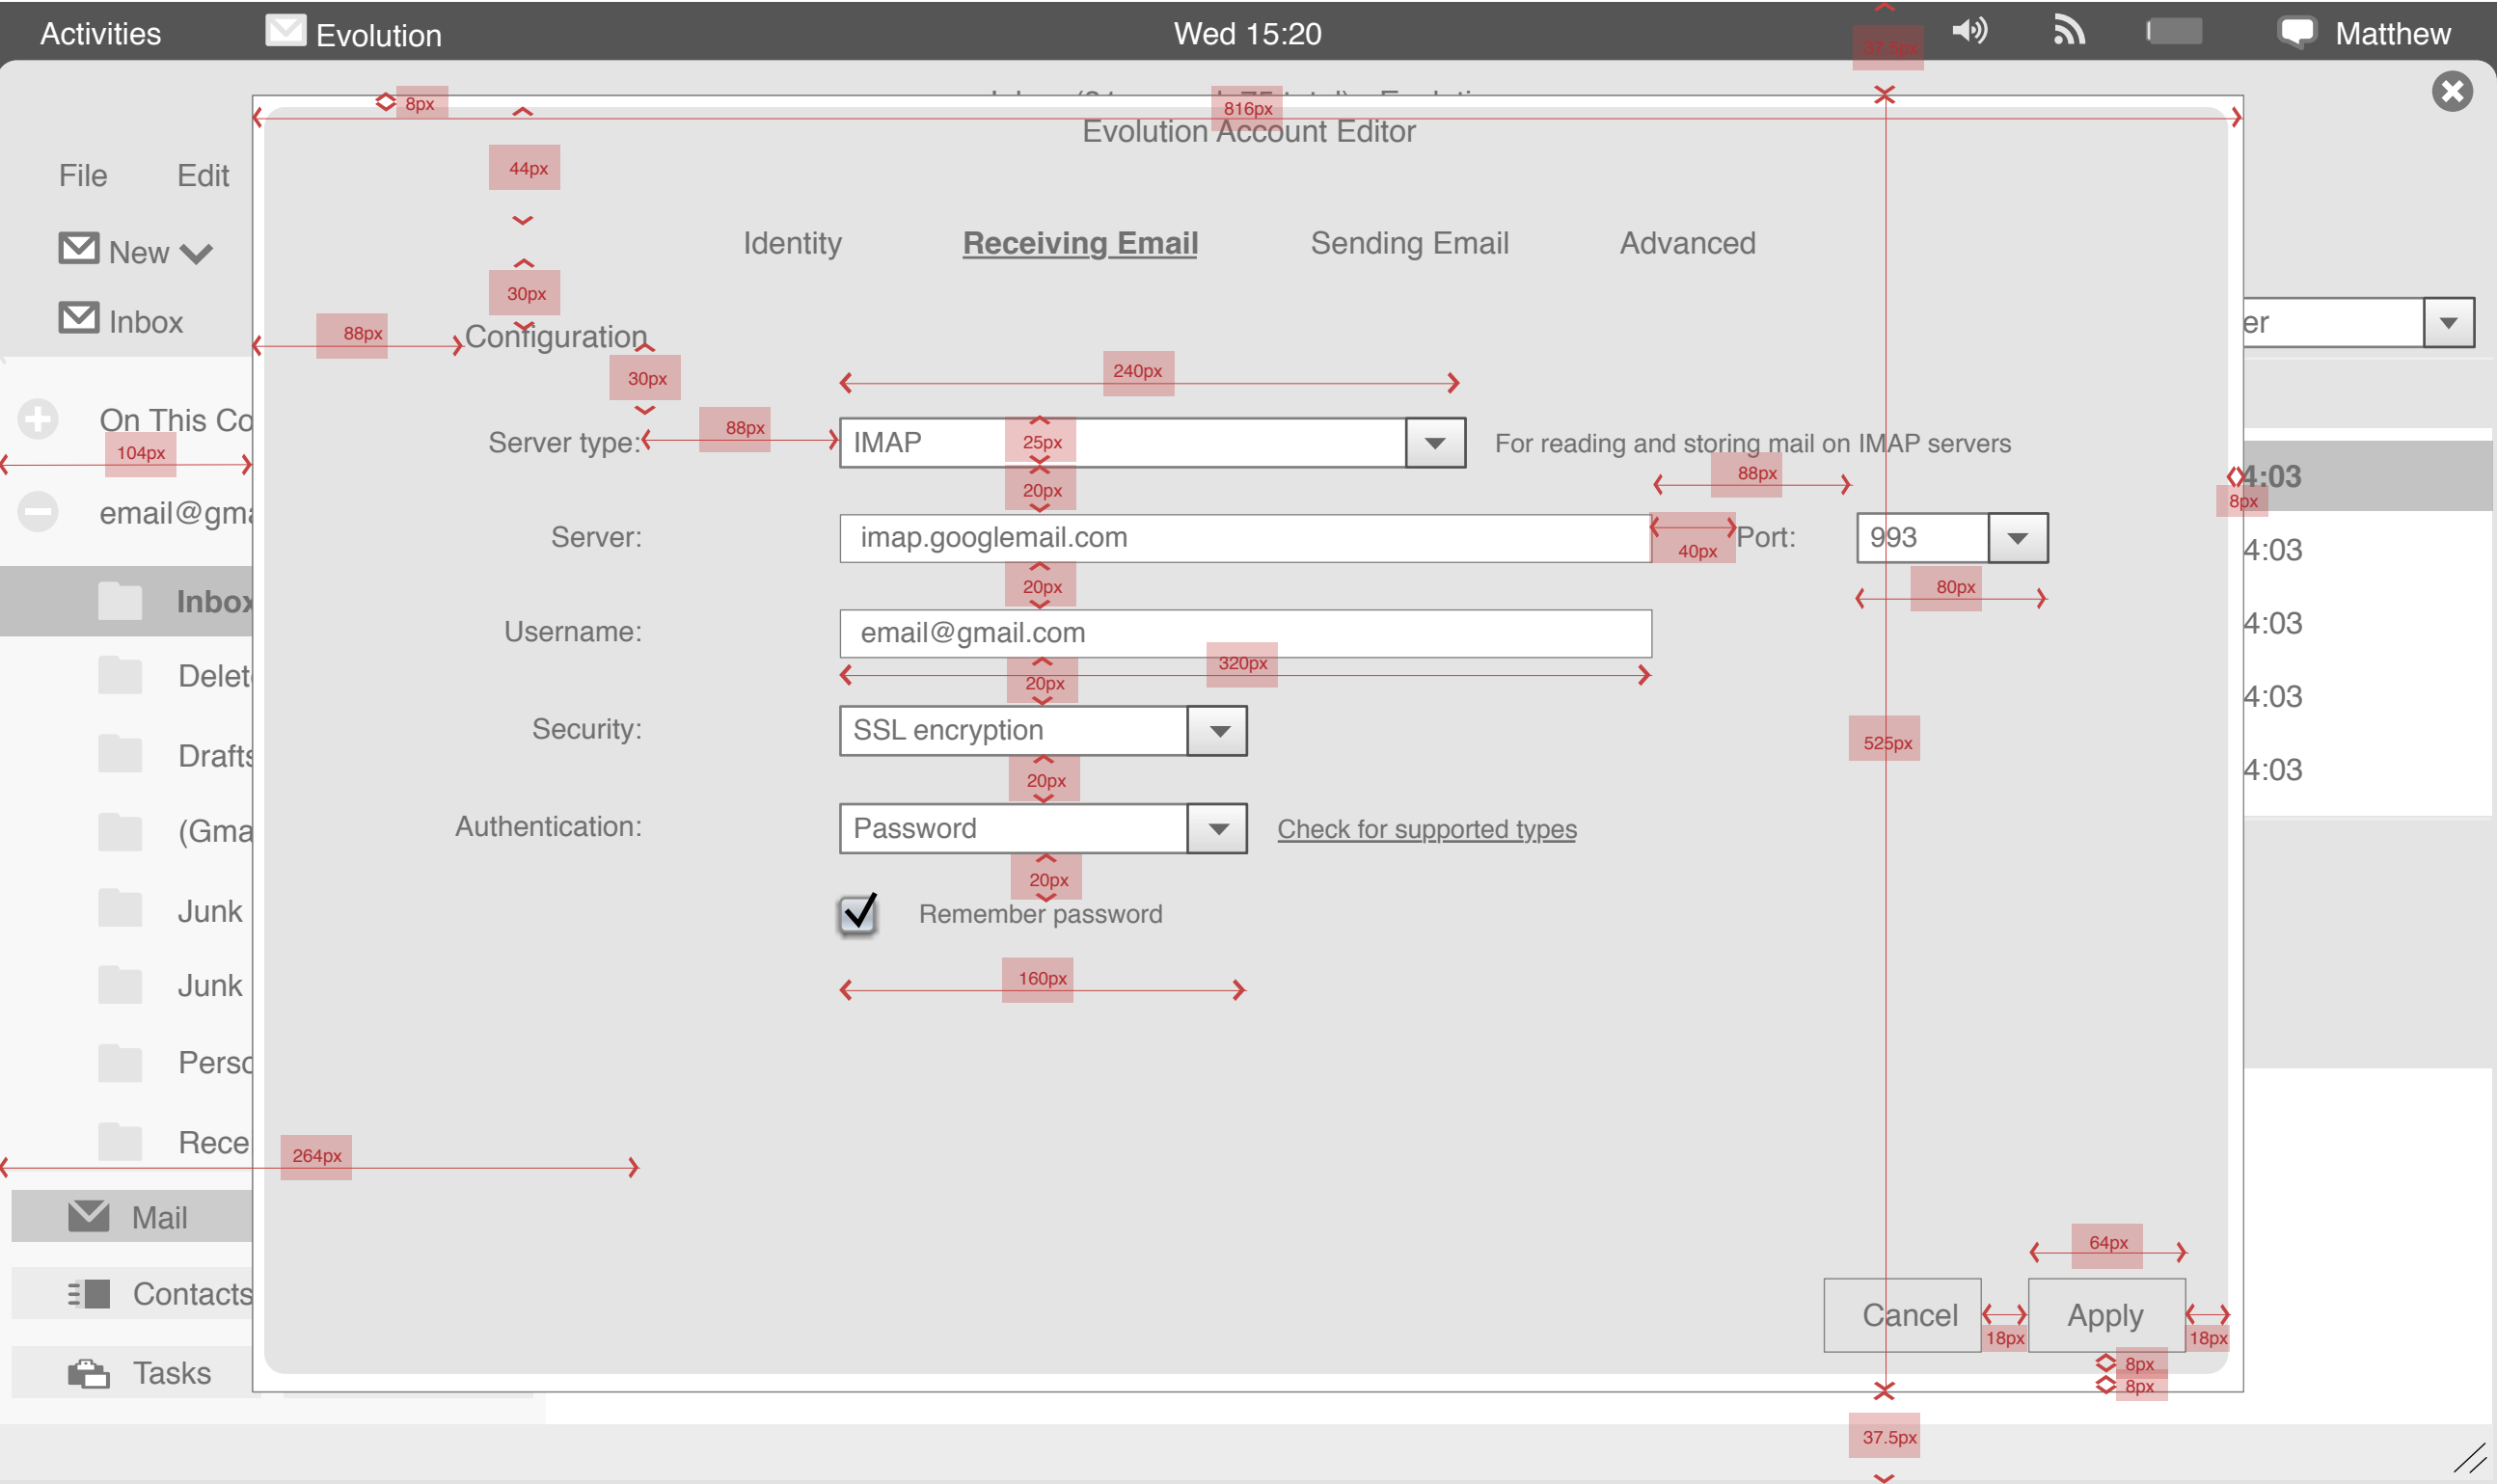 Activities Evolution Wed 15:20 37.5px Matthew
8px 816px
Evolution Account Editor
44px
File Edit
Identity Receiving Email Sending Email Advanced
New
30px
Inbox 88px Configuration er
30px 240px
On This Co
Server type: 88px IMAP 25px For reading and storing mail on IMAP servers
104px
20px 88px 4:03
8px
email@gma
Server: imap.googlemail.com 40px Port: 993 4:03
20px 80px
Inbox
Username: email@gmail.com 4:03
320px
Delet 20px 4:03
Security: SSL encryption 525px
Drafts 20px 4:03
(Gma Authentication: Password Check for supported types
20px
Junk Remember password
Junk 160px
Perso
Rece
264px
Mail
64px
Contacts Cancel Apply
18px 18px
8px
Tasks
8px
37.5px